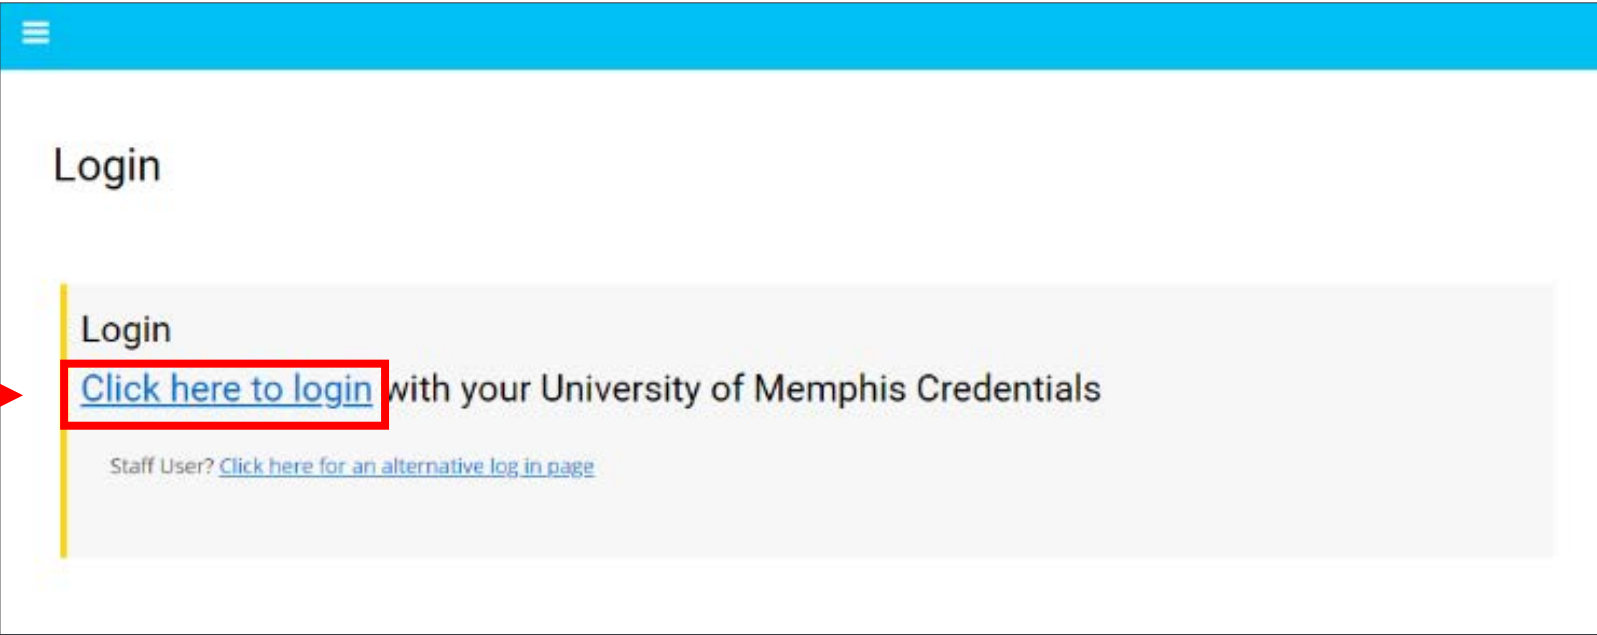 Login
Login
Click here to login with your University of Memphis Credentials
Staff User? Click here for an alternative log in page